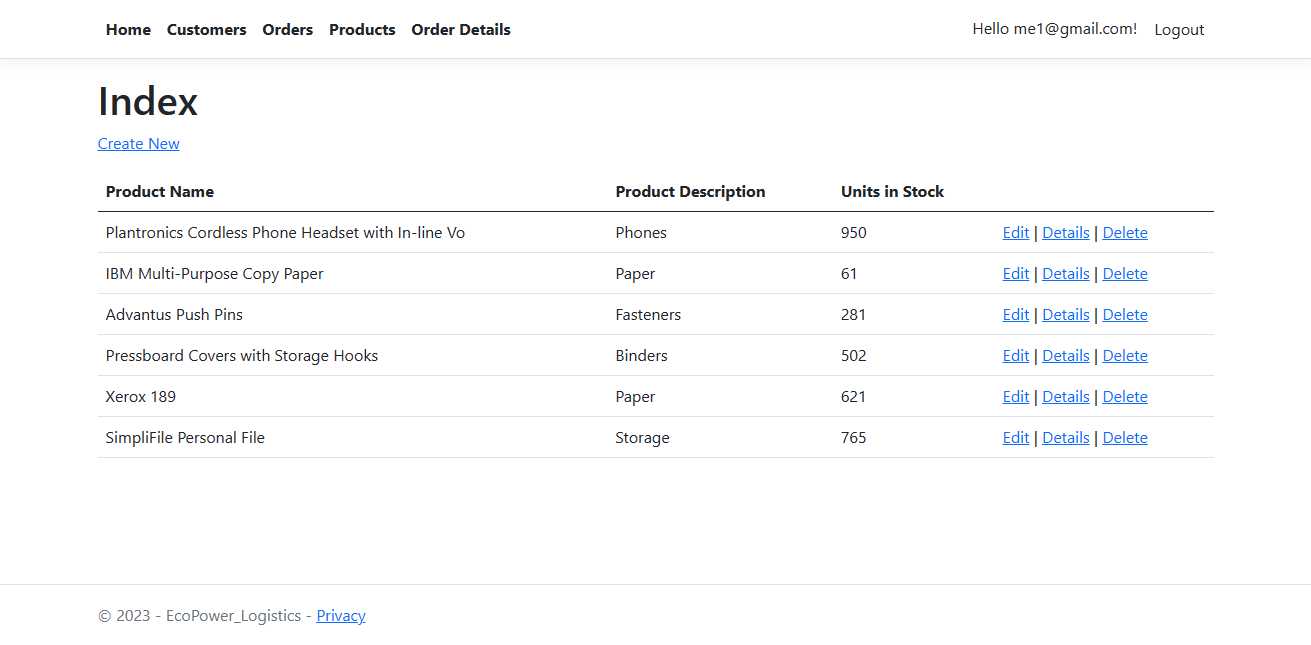 Home Customers Orders Products Order Details Hello me1@gmail.com! Logout
Index
Create New
Product Name Product Description Units in Stock
Plantronics Cordless Phone Headset with In-line Vo Phones 950 Edit | Details | Delete
IBM Multi-Purpose Copy Paper Paper 61 Edit | Details | Delete
Advantus Push Pins Fasteners 281 Edit | Details | Delete
Pressboard Covers with Storage Hooks Binders 502 Edit | Details | Delete
Xerox 189 Paper 621 Edit | Details | Delete
SimpliFile Personal File Storage 765 Edit | Details | Delete
© 2023 - EcoPower_Logistics - Privacy